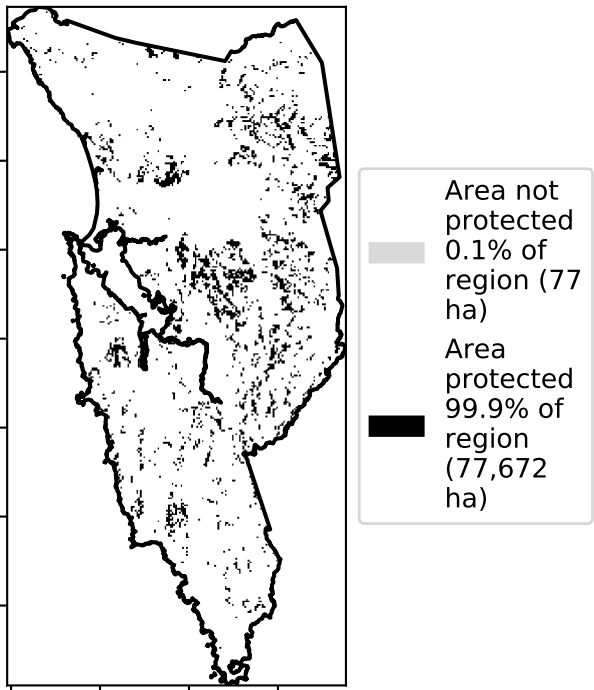 Area not
protected
0.1% of
region (77
ha)
Area
protected
99.9% of
region
(77,672
ha)